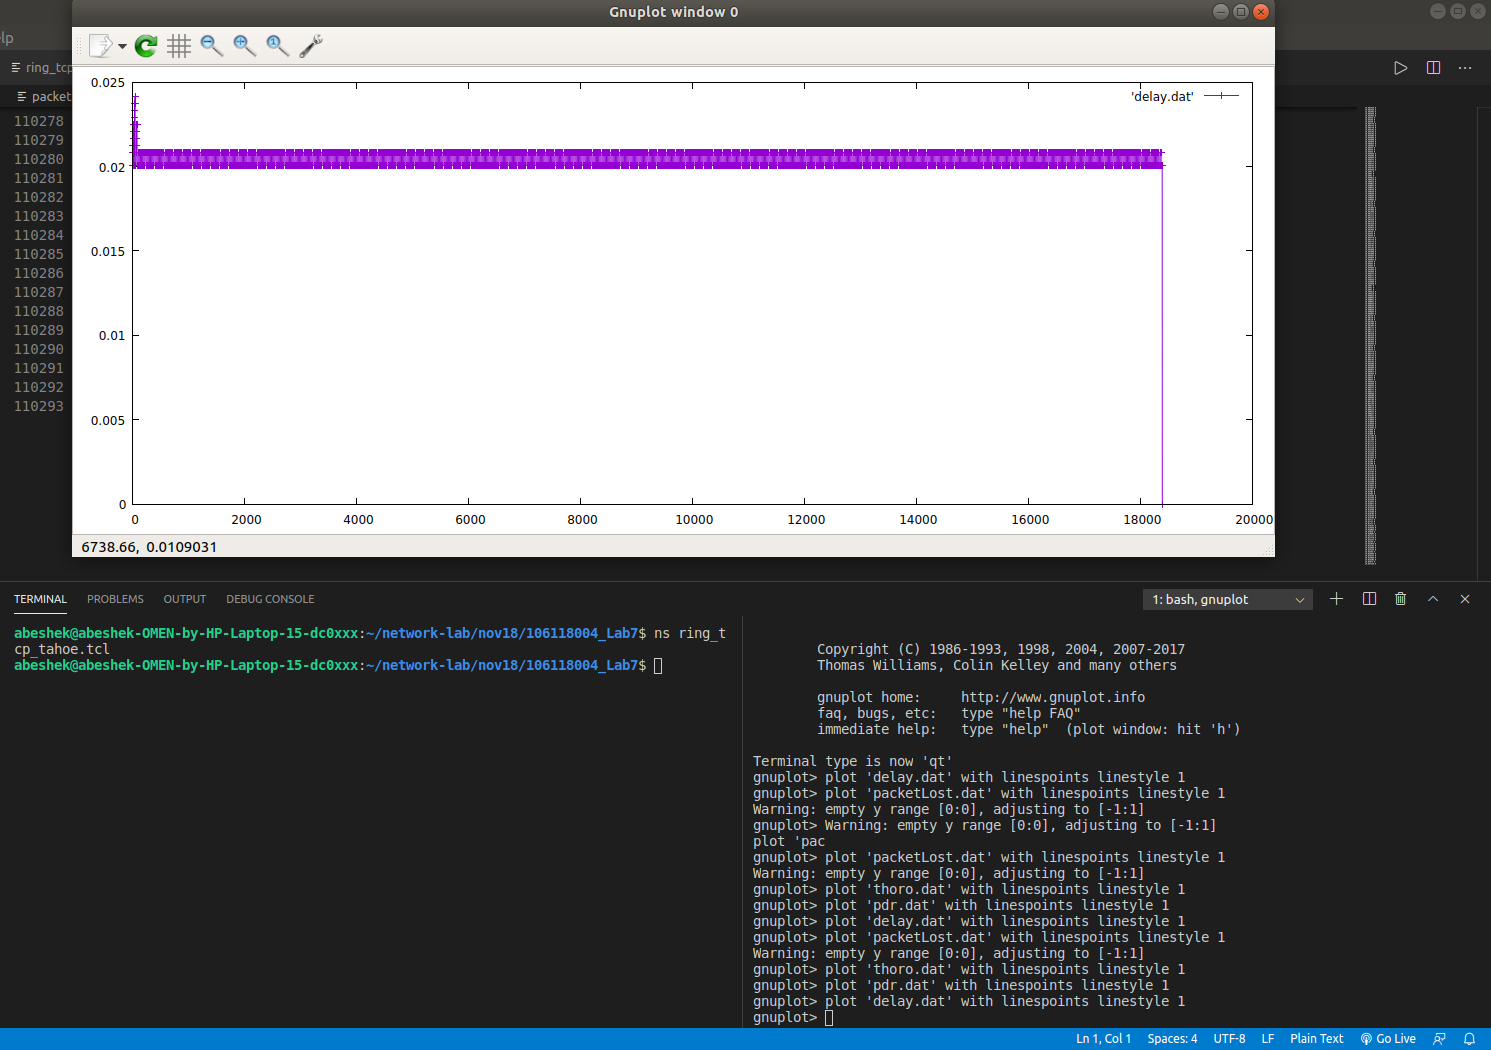 Gnuplot window 0
lp
ring_tcp
packet
110278
110279
110280
110281
110282
110283
110284
110285
110286
110287
110288
110289
110290
110291
110292
110293
'delay.dat'
0.025
0.02
0.015
0.01
0.005
0
0 2000 4000 6000 8000 10000 12000 14000 16000 18000 20000
6738.66, 0.0109031
TERMINAL PROBLEMS OUTPUT DEBUG CONSOLE
1: bash, gnuplot
abeshek@abeshek-OMEN-by-HP-Laptop-15-dc0xxx:~/network-lab/nov18/106118004_Lab7$ ns ring_t
cp_tahoe.tcl
abeshek@abeshek-OMEN-by-HP-Laptop-15-dc0xxx:~/network-lab/nov18/106118004_Lab7$
Copyright (C) 1986-1993, 1998, 2004, 2007-2017
Thomas Williams, Colin Kelley and many others
gnuplot home: http://www.gnuplot.info
faq, bugs, etc: type "help FAQ"
immediate help: type "help" (plot window: hit 'h')
Terminal type is now 'qt'
gnuplot> plot 'delay.dat' with linespoints linestyle 1
gnuplot> plot 'packetLost.dat' with linespoints linestyle 1
Warning: empty y range [0:0], adjusting to [-1:1]
gnuplot> Warning: empty y range [0:0], adjusting to [-1:1]
plot 'pac
gnuplot> plot 'packetLost.dat' with linespoints linestyle 1
Warning: empty y range [0:0], adjusting to [-1:1]
gnuplot> plot 'thoro.dat' with linespoints linestyle 1
gnuplot> plot 'pdr.dat' with linespoints linestyle 1
gnuplot> plot 'delay.dat' with linespoints linestyle 1
gnuplot> plot 'packetLost.dat' with linespoints linestyle 1
Warning: empty y range [0:0], adjusting to [-1:1]
gnuplot> plot 'thoro.dat' with linespoints linestyle 1
gnuplot> plot 'pdr.dat' with linespoints linestyle 1
gnuplot> plot 'delay.dat' with linespoints linestyle 1
gnuplot>
Ln 1, Col 1 Spaces: 4 UTF-8 LF Plain Text Go Live